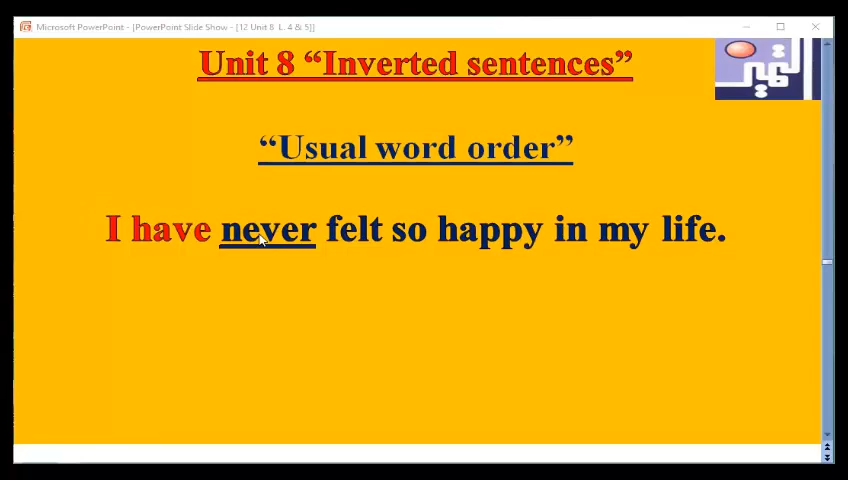 Microsoft PowerPoint - [PowerPoint Slide Show - [12 Unit 8 L. 4 & 5]]
Unit 8 “Inverted sentences”
التميز
“Usual word order”
I have never felt so happy in my life.